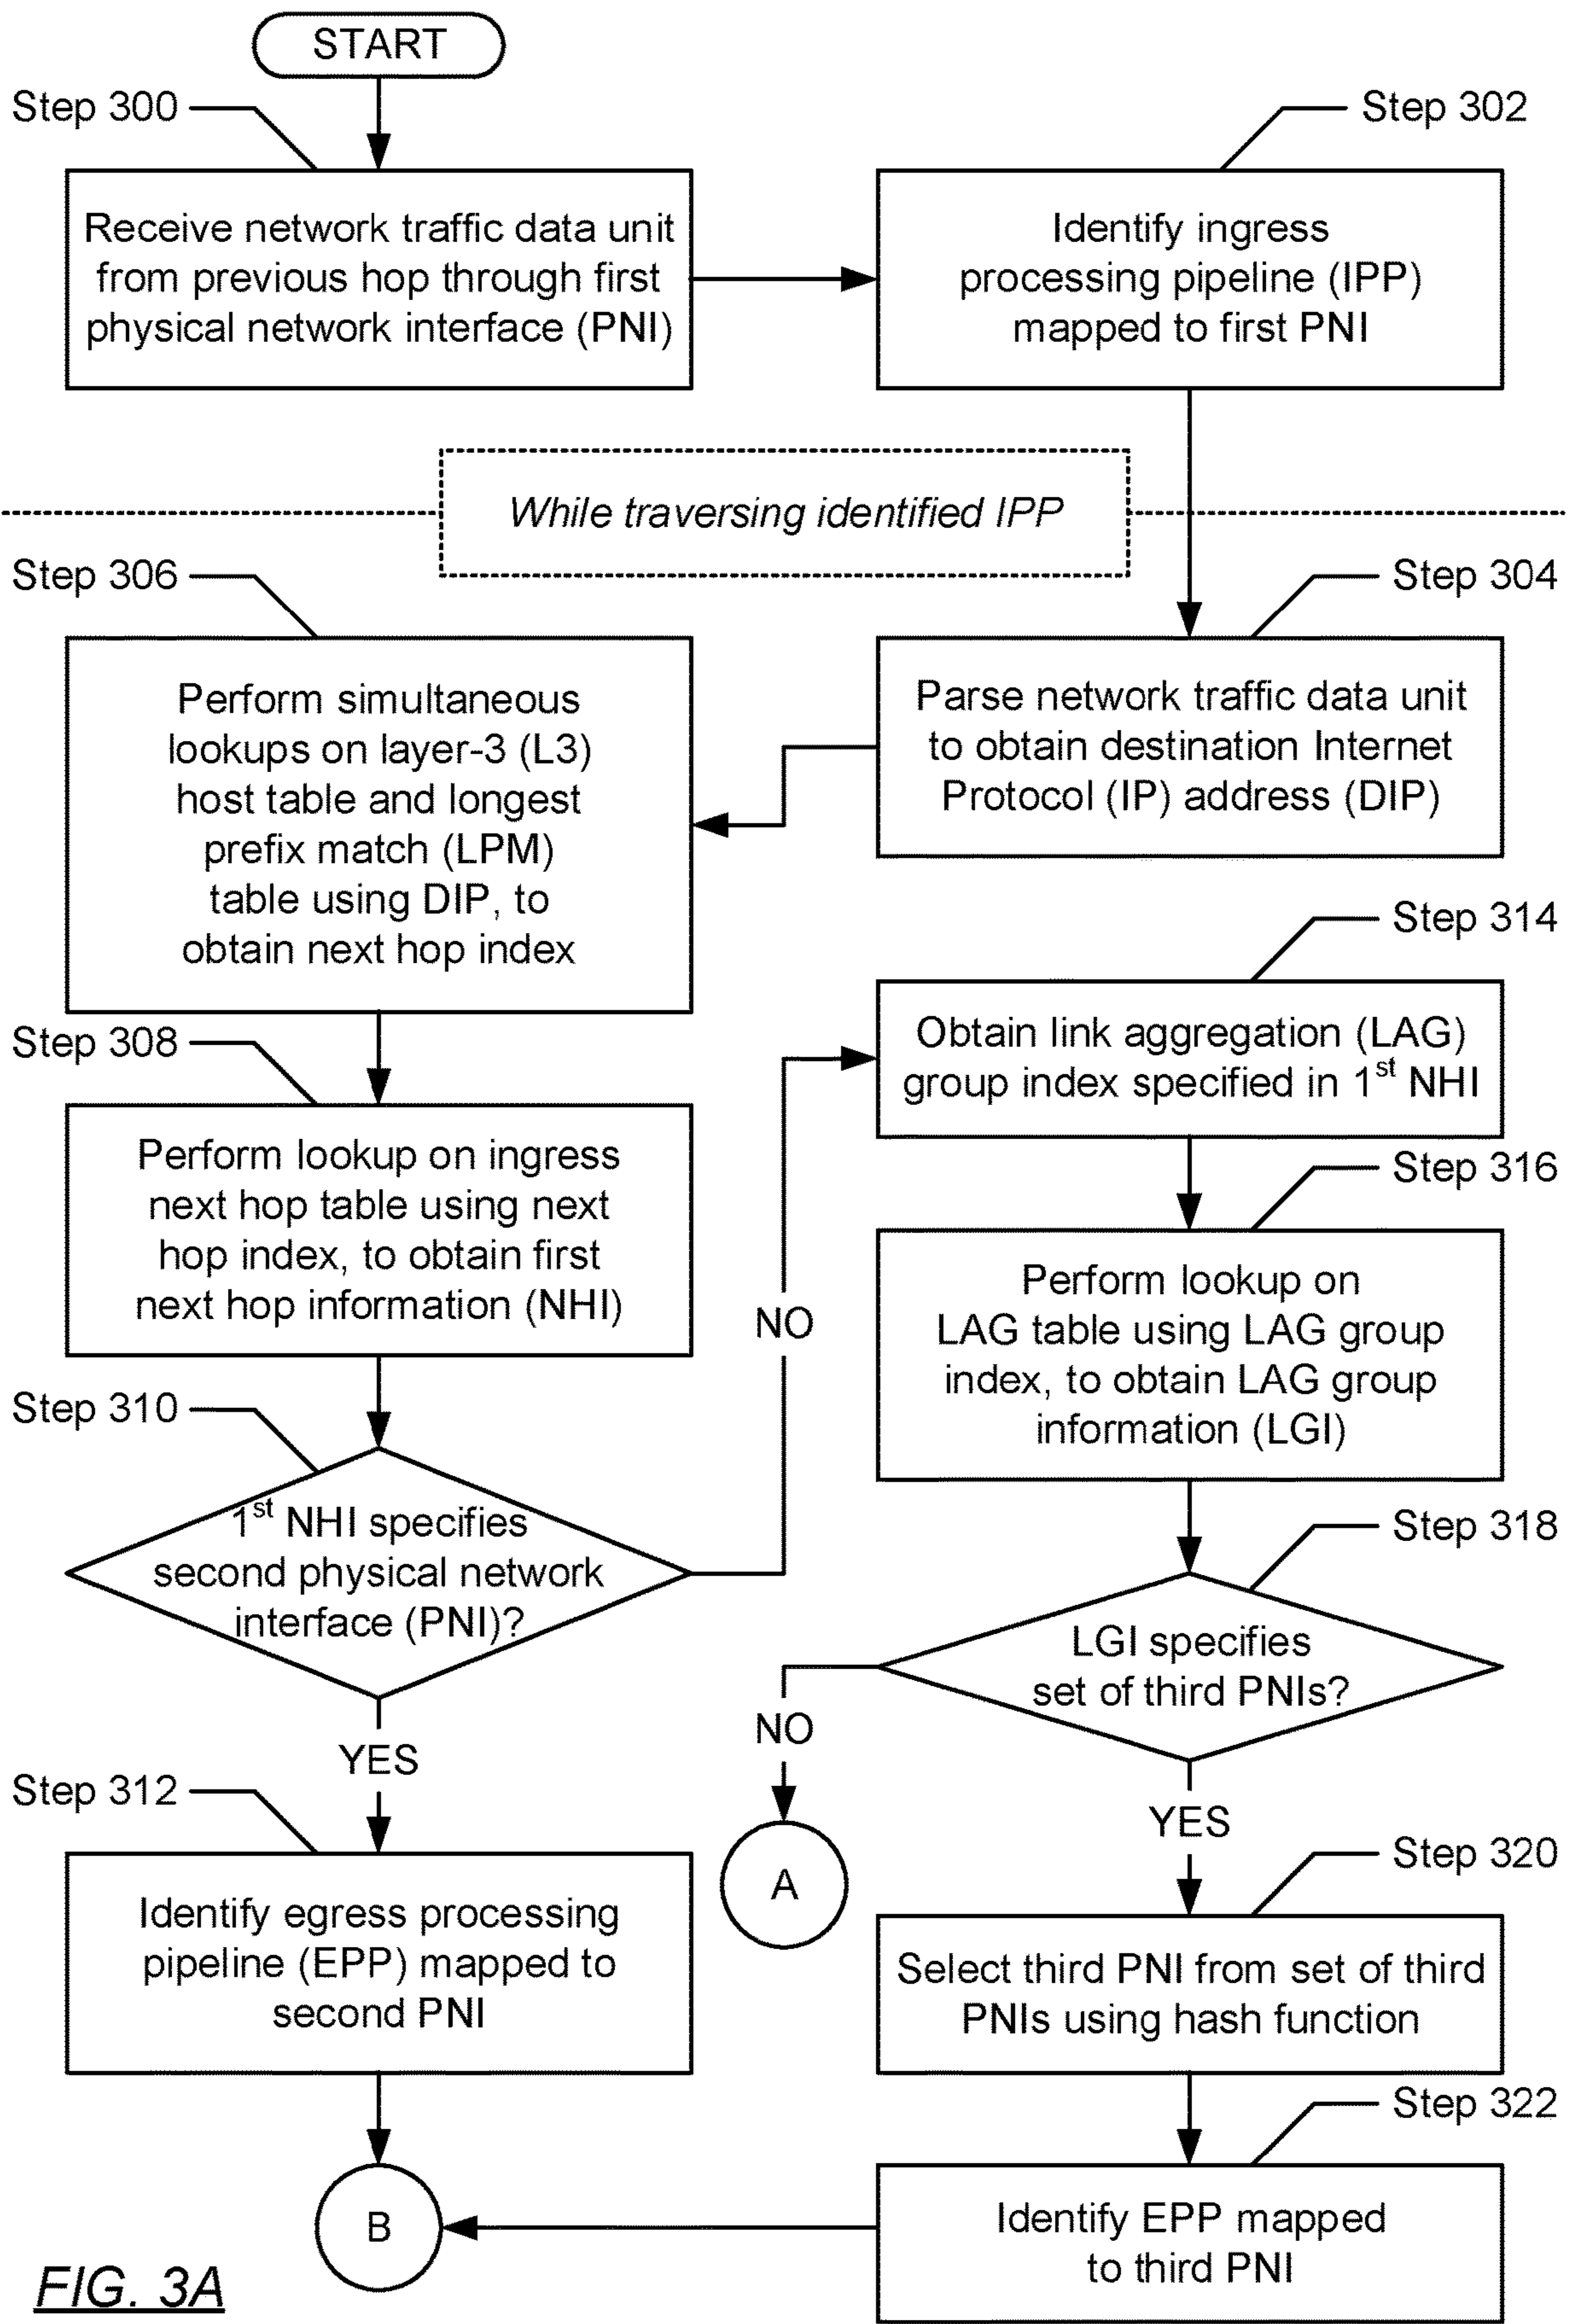 START
Step 300
Receive network traffic data unit
from previous hop through first
physical network interface (PNI)
Step 302
Identify ingress
processing pipeline (IPP)
mapped to first PNI
While traversing identified IPP
Step 304
Parse network traffic data unit
to obtain destination Internet
Protocol (IP) address (DIP)
Step 306
Perform simultaneous
lookups on layer-3 (L3)
host table and longest
prefix match (LPM)
table using DIP, to
obtain next hop index
Step 308
Perform lookup on ingress
next hop table using next
hop index, to obtain first
next hop information (NHI)
Step 310
1st NHI specifies
second physical network
interface (PNI)?
NO
YES
Step 312
Identify egress processing
pipeline (EPP) mapped to
second PNI
Step 314
Obtain link aggregation (LAG)
group index specified in 1st NHI
Step 316
Perform lookup on
LAG table using LAG group
index, to obtain LAG group
information (LGI)
Step 318
LGI specifies
set of third PNIs?
NO
A
YES
Step 320
Select third PNI from set of third
PNIs using hash function
Step 322
Identify EPP mapped
to third PNI
B
FIG. 3A